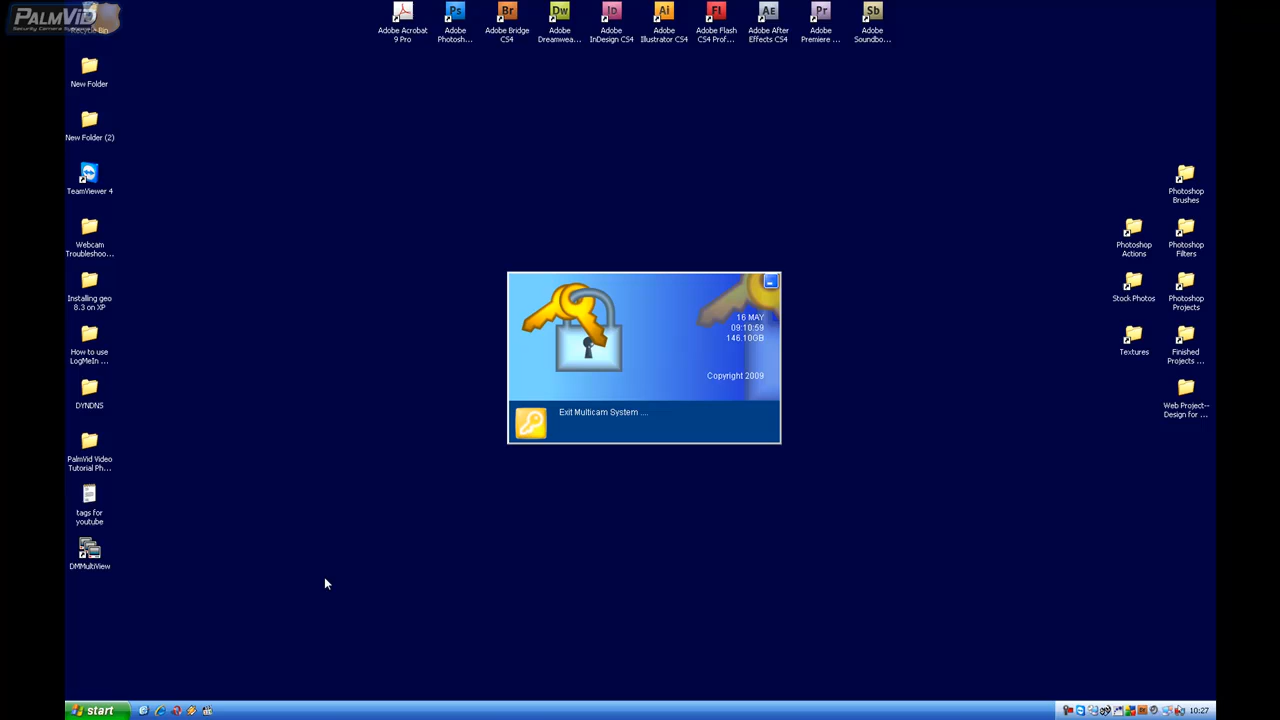 PALMVID
Security Camera Systems
Recycle Bin
Adobe Acrobat
9 Pro
Adobe
Photosh...
Adobe Bridge
CS4
Adobe
Dreamwea...
Adobe
InDesign CS4
Adobe
Illustrator CS4
Adobe Flash
CS4 Prof...
Adobe After
Effects CS4
Adobe
Premiere ...
Adobe
Soundbo...
New Folder
New Folder (2)
TeamViewer 4
Webcam
Troubleshoo...
Installing geo
8.3 on XP
How to use
LogMeIn ...
DYNDNS
PalmVid Video
Tutorial Ph...
tags for
youtube
DMMultiView
16 MAY
09:10:59
146.10GB
Copyright 2009
Exit Multicam System ....
Photoshop
Brushes
Photoshop
Actions
Photoshop
Filters
Stock Photos
Photoshop
Projects
Textures
Finished
Projects ...
Web Project--
Design for ...
start
10:27